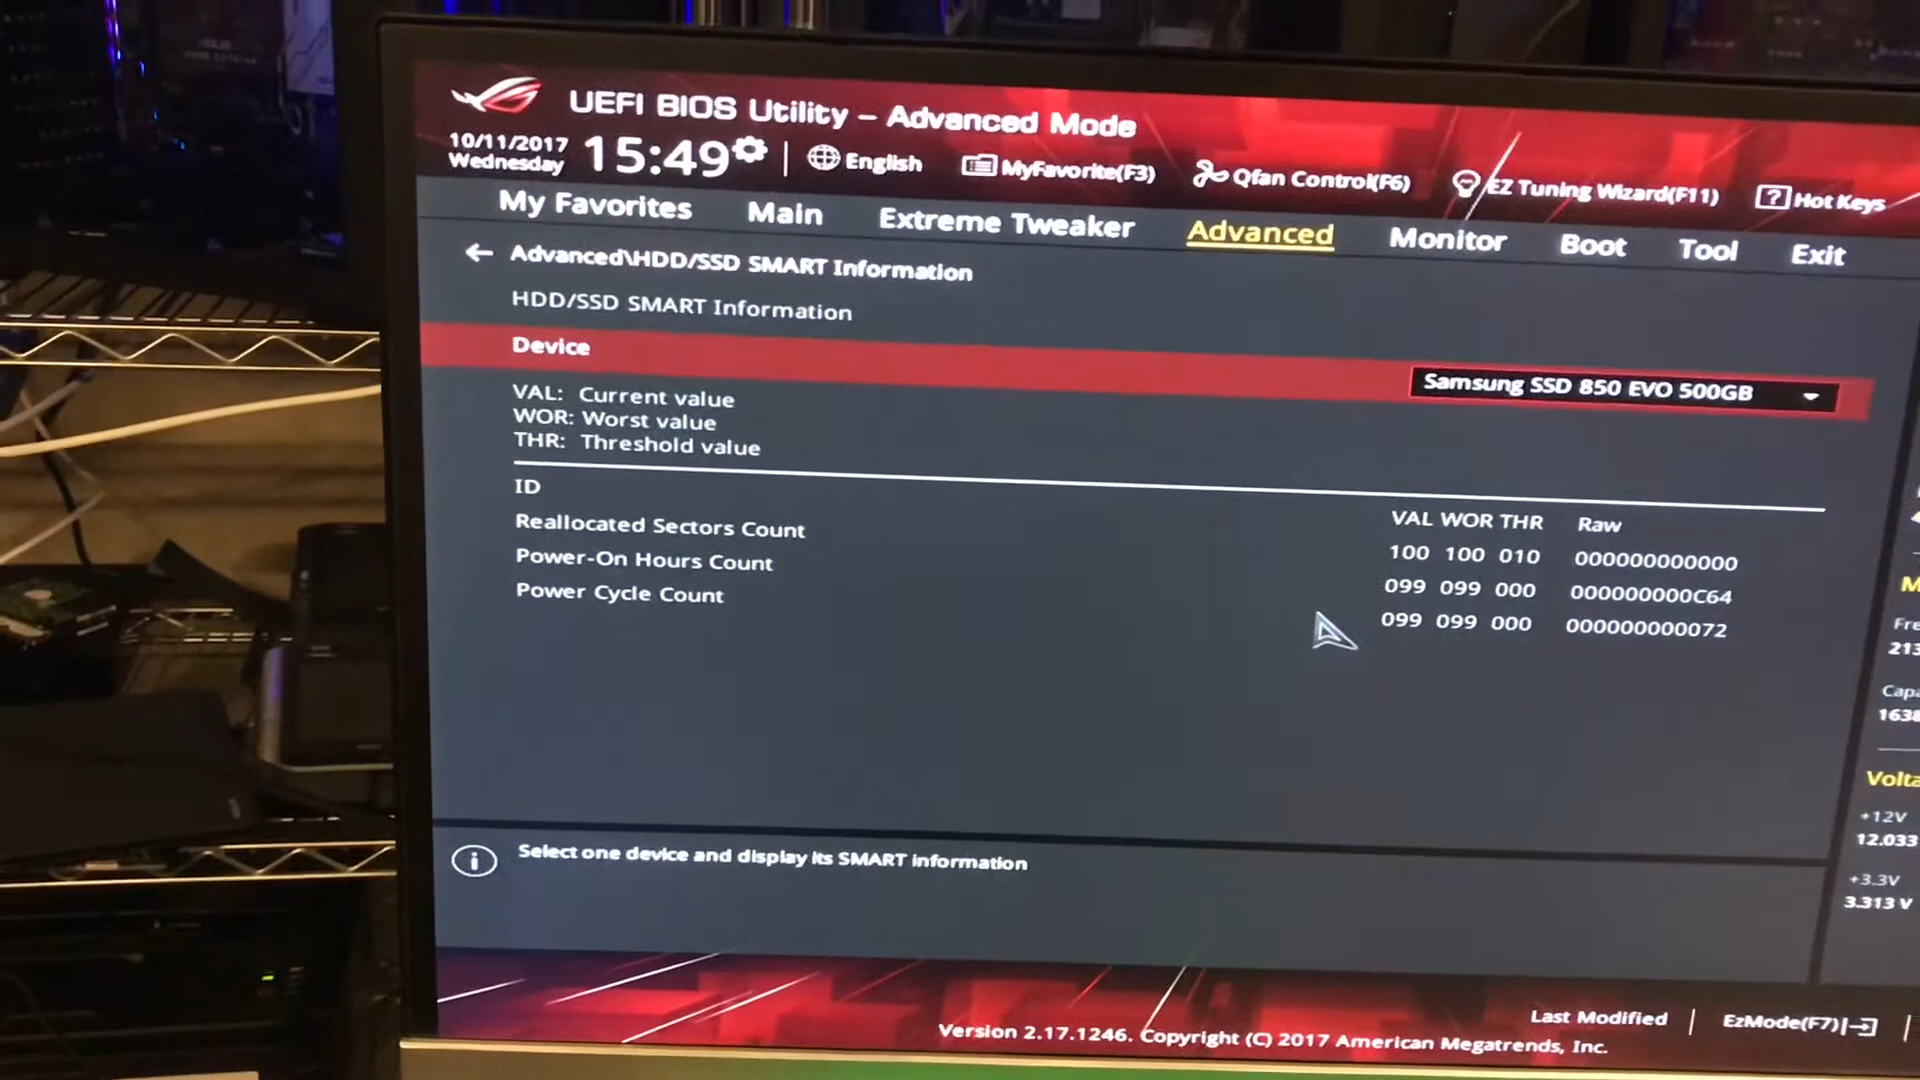 UEFI BIOS Utility – Advanced Mode
10/11/2017
Wednesday
15:49
English
MyFavorite(F3)
Qfan Control(F6)
EZ Tuning Wizard(F11)
? Hot Keys
My Favorites
Main
Extreme Tweaker
Advanced
Monitor
Boot
Tool
Exit
Advanced\HDD/SSD SMART Information
HDD/SSD SMART Information
Device
Samsung SSD 850 EVO 500GB
VAL: Current value
WOR: Worst value
THR: Threshold value
ID
VAL WOR THR Raw
Reallocated Sectors Count
100 100 010 000000000000
Power-On Hours Count
099 099 000 000000000C64
Power Cycle Count
099 099 000 000000000072
Fre
213
Capa
1638
Volta
+12V
12.033
+3.3V
3.313 V
Select one device and display its SMART information
Last Modified
EzMode(F7)
Version 2.17.1246. Copyright (C) 2017 American Megatrends, Inc.